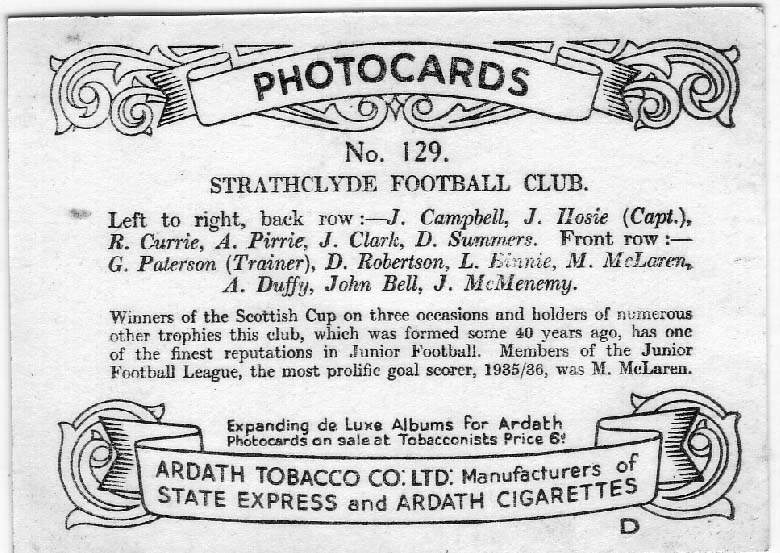 PHOTOCARDS
No. 129.
STRATHCLYDE FOOTBALL CLUB.
Left to right, back row :—J. Campbell, J. Hosie (Capt.),
R. Currie, A. Pirrie, J. Clark, D. Summers. Front row :—
G. Paterson (Trainer), D. Robertson, L. Binnie, M. McLaren,
A. Duffy, John Bell, J. McMenemy.
Winners of the Scottish Cup on three occasions and holders of numerous
other trophies this club, which was formed some 40 years ago, has one
of the finest reputations in Junior Football. Members of the Junior
Football League, the most prolific goal scorer, 1935/36, was M. McLaren.
Expanding de Luxe Albums for Ardath
Photocards on sale at Tobacconists Price 6ᵈ
ARDATH TOBACCO CO: LTD: Manufacturers of
STATE EXPRESS and ARDATH CIGARETTES
D